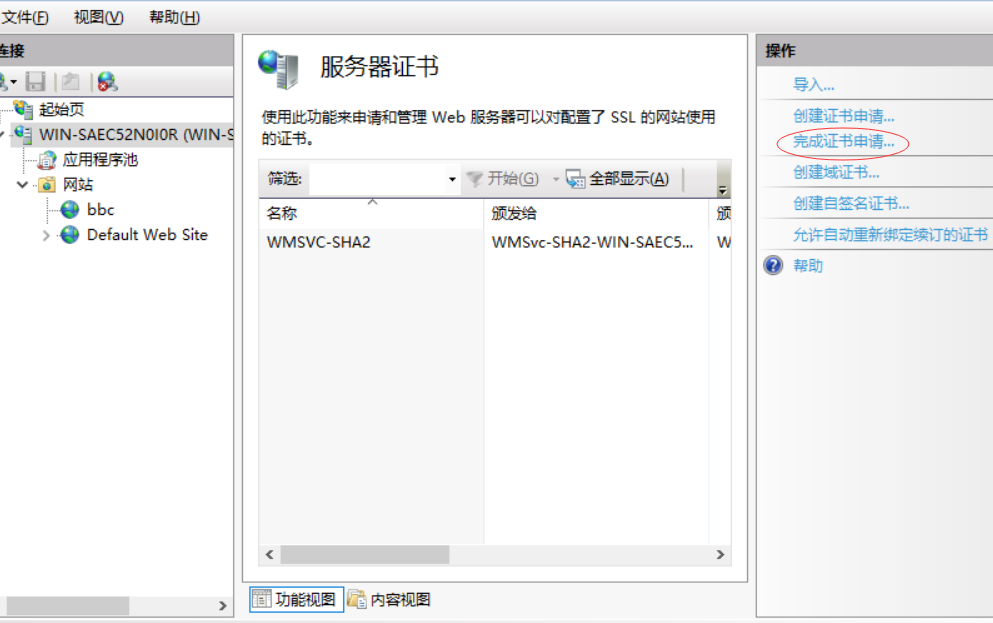 文件(F) 视图(V) 帮助(H)
连接
起始页
WIN-SAEC52N0I0R (WIN-S
应用程序池
网站
bbc
Default Web Site
服务器证书
使用此功能来申请和管理 Web 服务器可以对配置了 SSL 的网站使用
的证书。
筛选: 开始(G) 全部显示(A)
名称 颁发给 颁
WMSVC-SHA2 WMSvc-SHA2-WIN-SAEC5... W
功能视图 内容视图
操作
导入...
创建证书申请...
完成证书申请...
创建域证书...
创建自签名证书...
允许自动重新绑定续订的证书
帮助